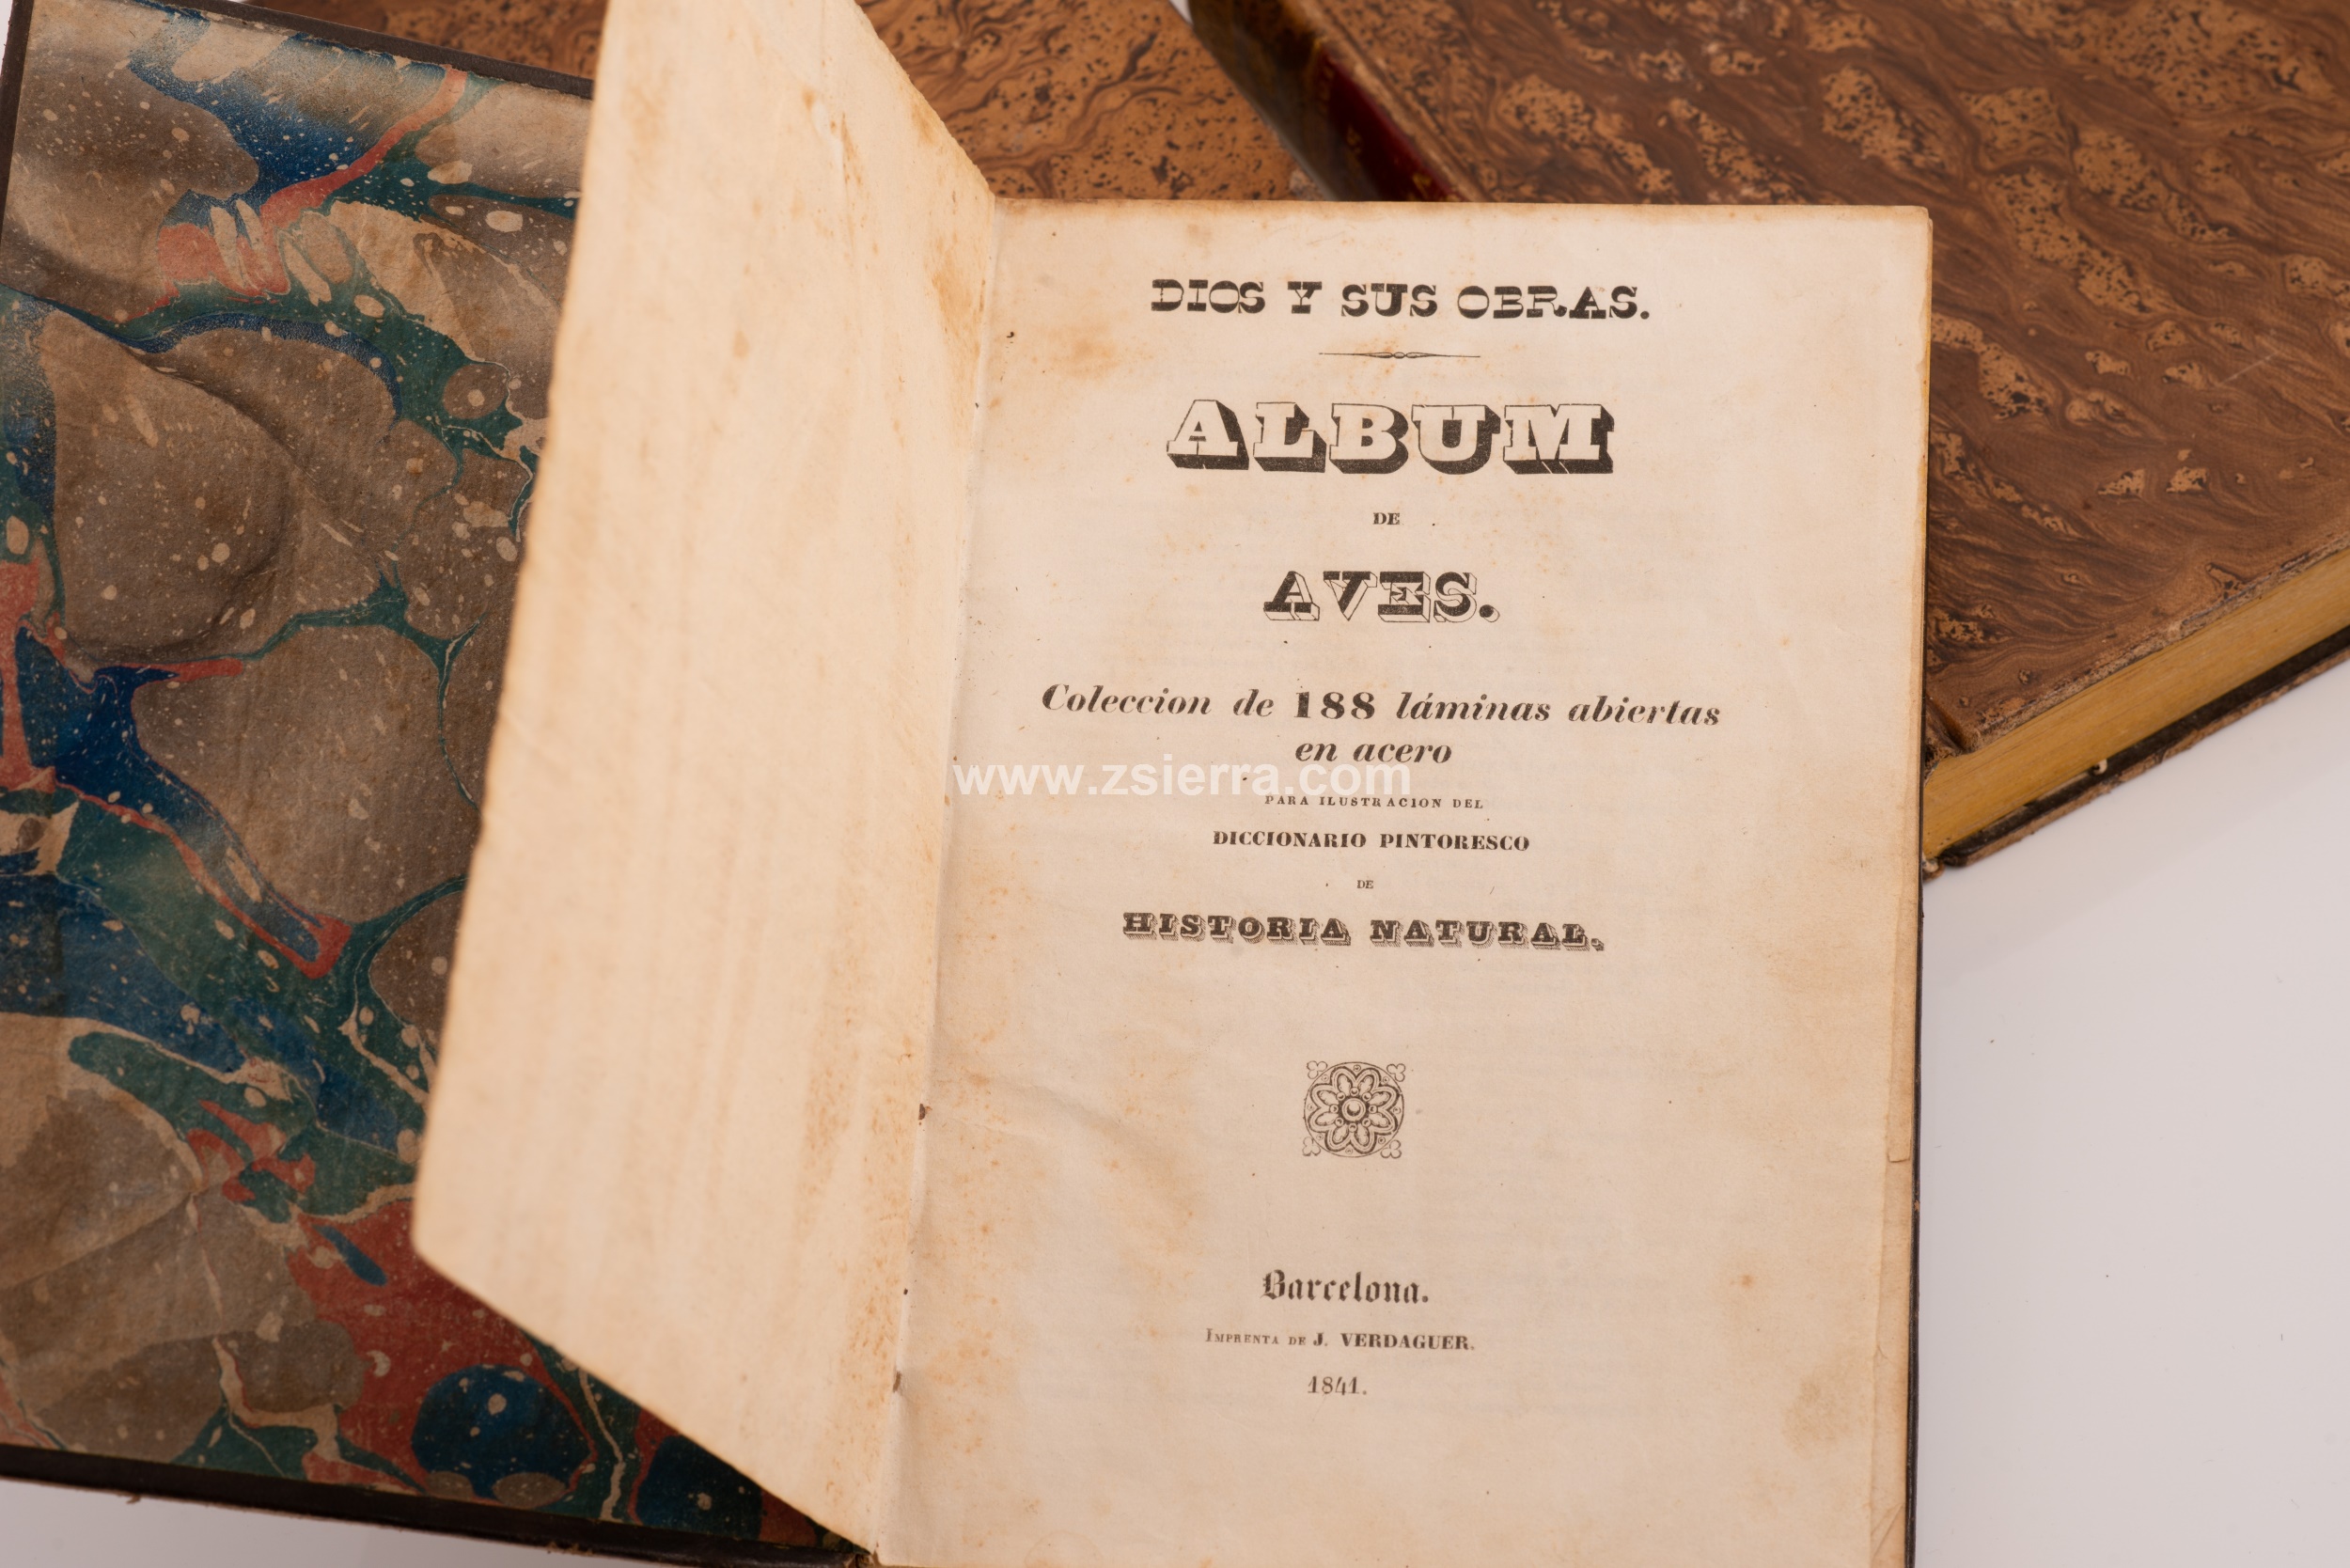 DIOS Y SUS OBRAS.
ALBUM
DE
AVES.
Coleccion de 188 láminas abiertas
en acero
www.zsierra.com
PARA ILUSTRACION DEL
DICCIONARIO PINTORESCO
DE
HISTORIA NATURAL.
Barcelona.
IMPRENTA DE J. VERDAGUER.
1841.